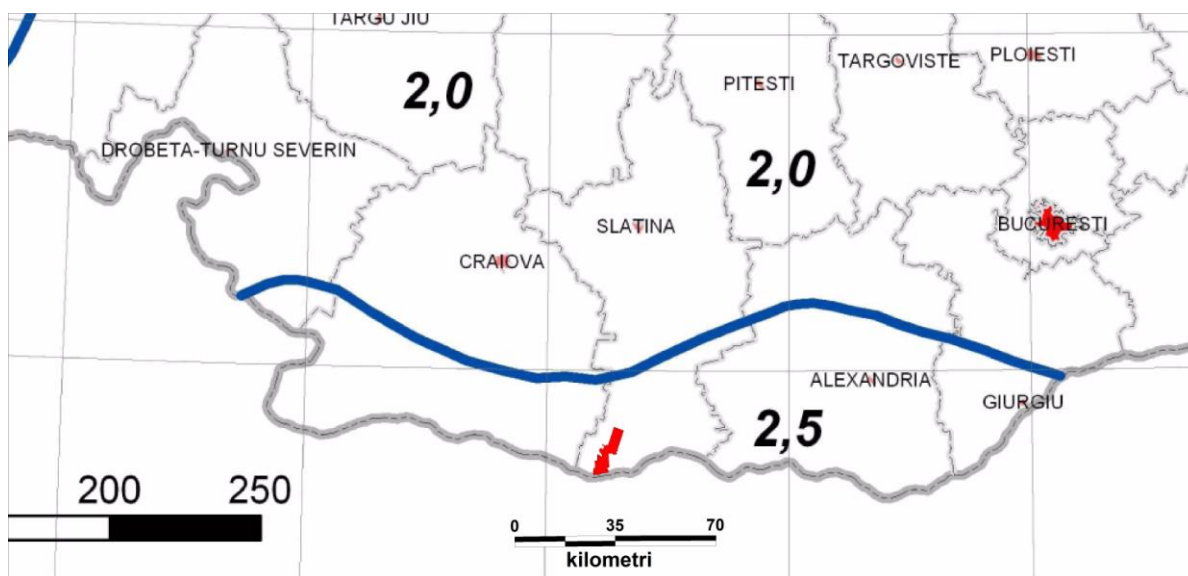 TARGU JIU
2,0
PITESTI
TARGOVISTE
PLOIESTI
DROBETA-TURNU SEVERIN
2,0
SLATINA
BUCURESTI
CRAIOVA
ALEXANDRIA
GIURGIU
2,5
200 250
0 35 70
kilometri